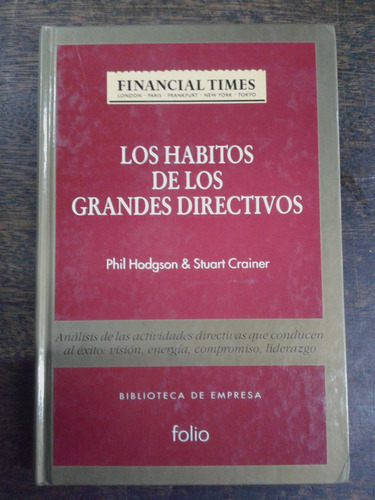 FINANCIAL TIMES
LONDON · PARIS · FRANKFURT · NEW YORK · TOKYO
LOS HABITOS
DE LOS
GRANDES DIRECTIVOS
Phil Hodgson & Stuart Crainer
Análisis de las actividades directivas que conducen
al éxito: visión, energía, compromiso, liderazgo
BIBLIOTECA DE EMPRESA
folio